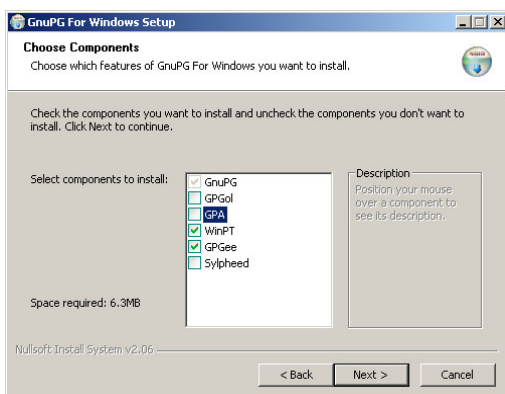 GnuPG For Windows Setup
Choose Components
Choose which features of GnuPG For Windows you want to install.
Check the components you want to install and uncheck the components you don't want to
install. Click Next to continue.
Select components to install:
GnuPG
GPGol
GPA
WinPT
GPGee
Sylpheed
Description
Position your mouse
over a component to
see its description.
Space required: 6.3MB
Nullsoft Install System v2.06
< Back
Next >
Cancel